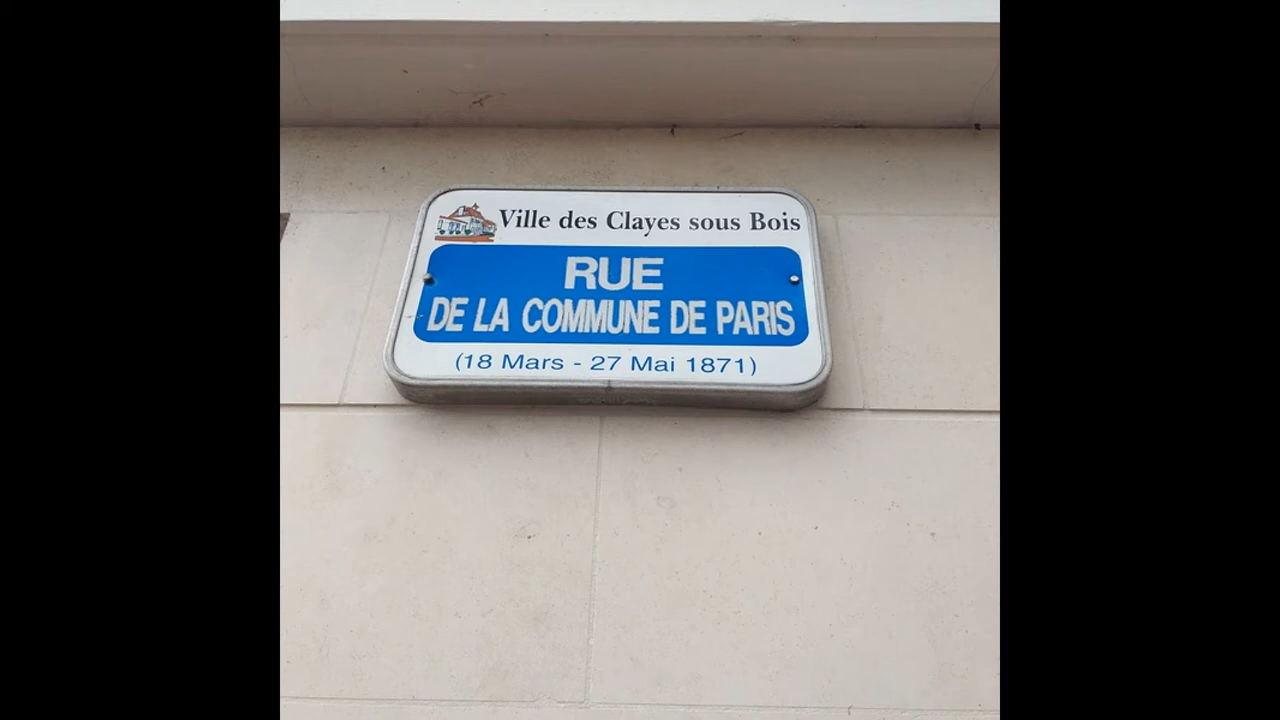 Ville des Clayes sous Bois
RUE
DE LA COMMUNE DE PARIS
(18 Mars - 27 Mai 1871)